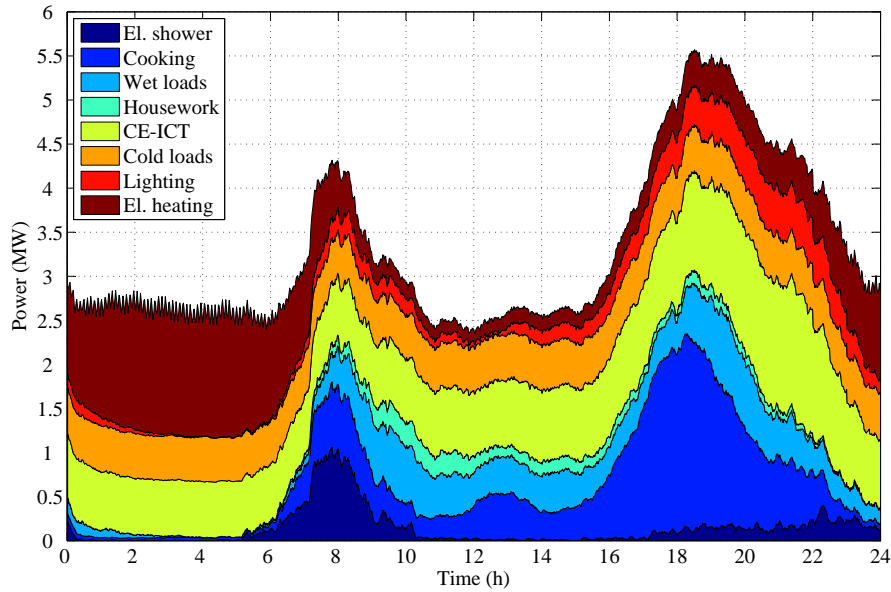 6
5.5
5
4.5
4
3.5
3
2.5
2
1.5
1
0.5
0
Power (MW)
El. shower
Cooking
Wet loads
Housework
CE-ICT
Cold loads
Lighting
El. heating
0 2 4 6 8 10 12 14 16 18 20 22 24
Time (h)